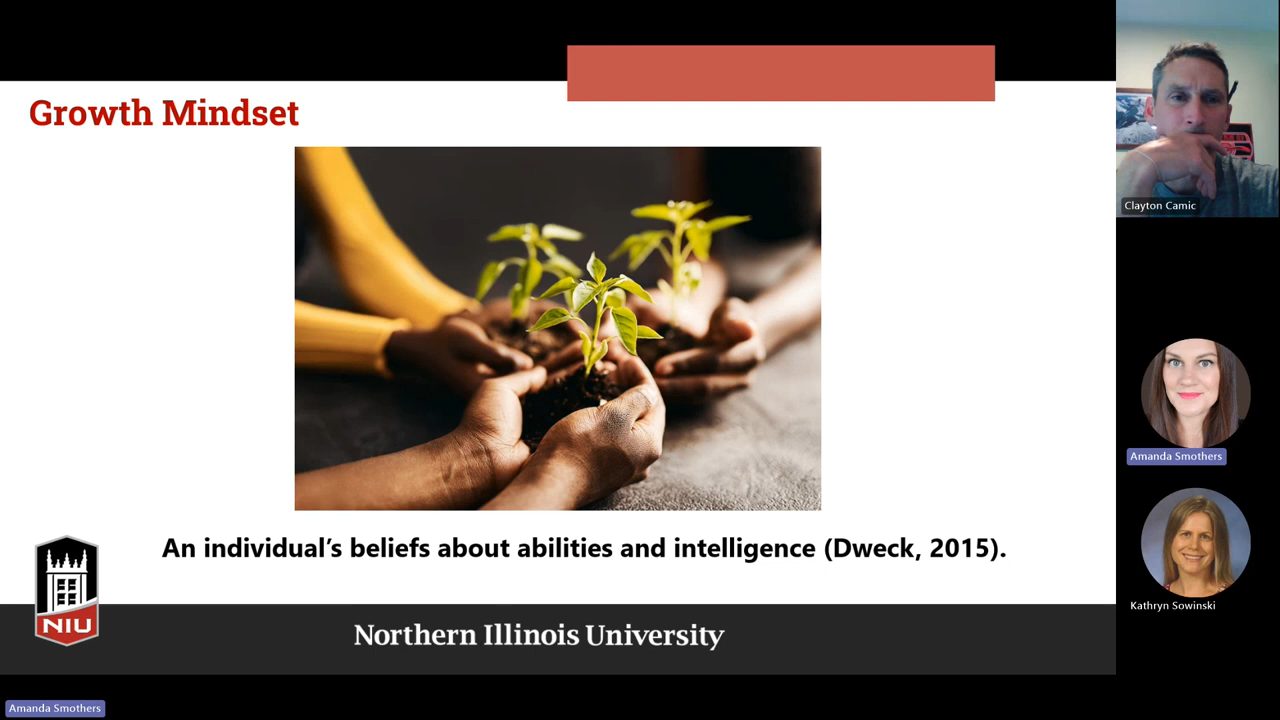 Growth Mindset
An individual’s beliefs about abilities and intelligence (Dweck, 2015).
NIU
Northern Illinois University
Clayton Camic
Amanda Smothers
Kathryn Sowinski
Amanda Smothers